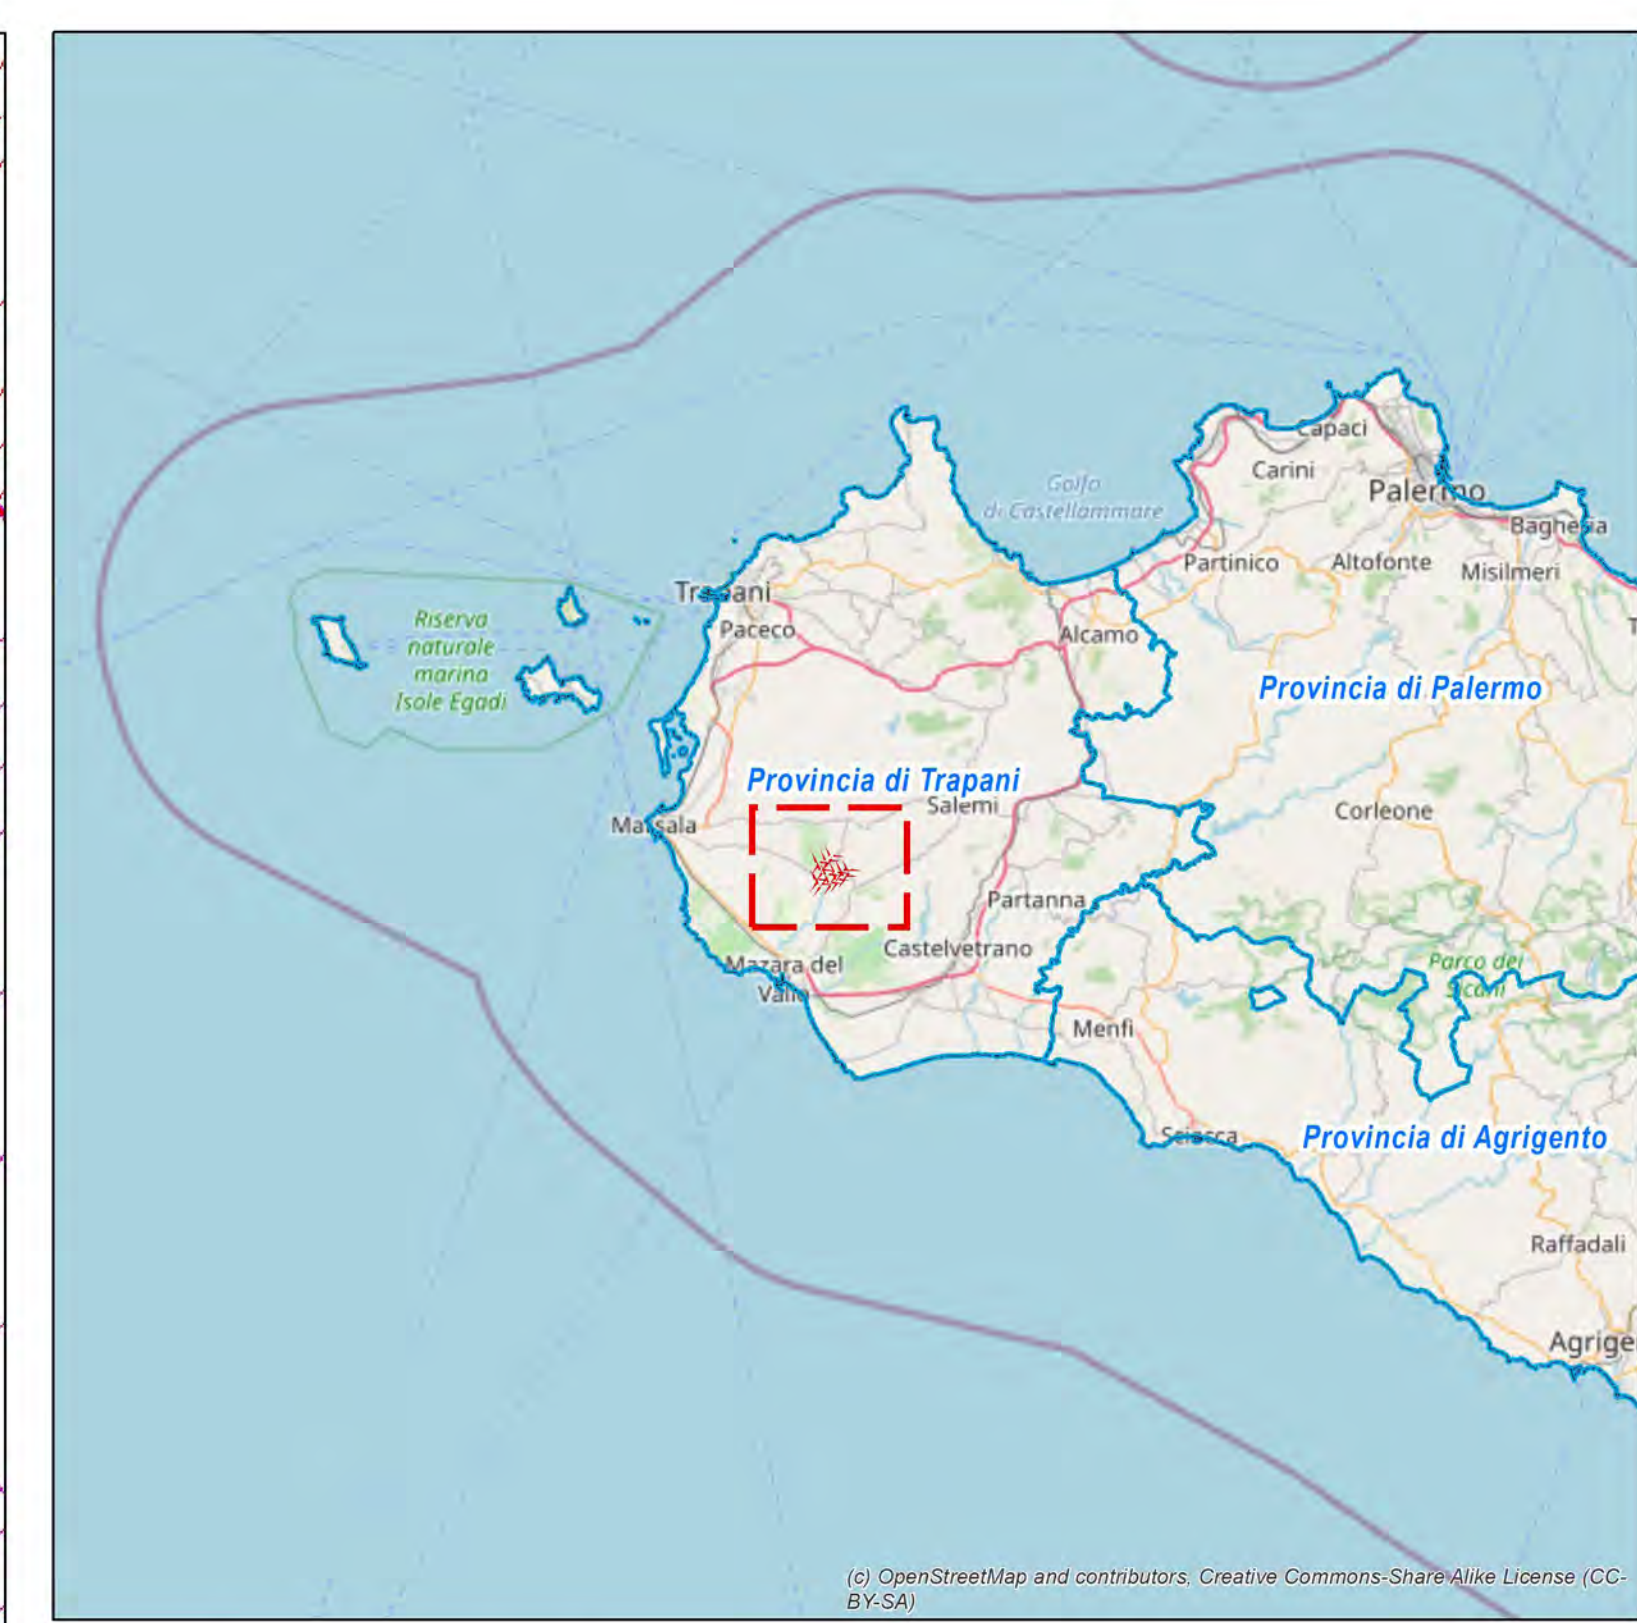 Capaci
Carini
Golfo
di Castellammare
Palermo
Bagheria
Partinico
Altofonte
Misilmeri
Trapani
Riserva
naturale
marina
Isole Egadi
Paceco
Alcamo
Provincia di Palermo
Provincia di Trapani
Salemi
Corleone
Marsala
Partanna
Castelvetrano
Mazara del
Vallo
Parco dei
Sicani
Menfi
Sciacca
Provincia di Agrigento
Raffadali
Agrige
(c) OpenStreetMap and contributors, Creative Commons-Share Alike License (CC-
BY-SA)